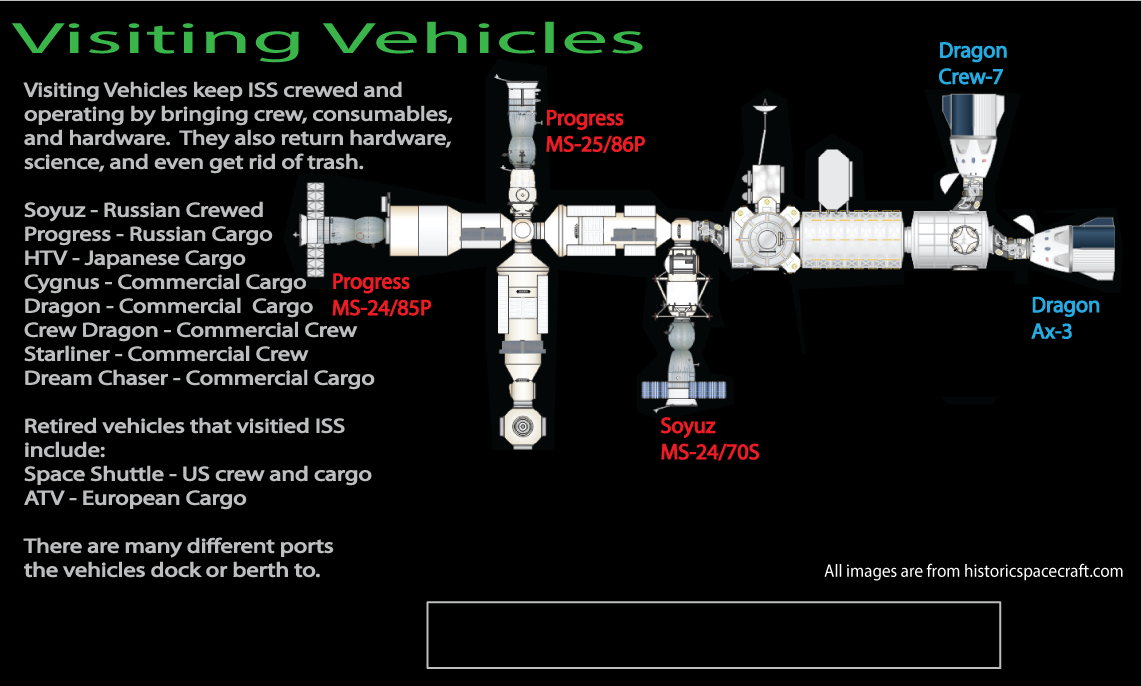 Visiting Vehicles
Visiting Vehicles keep ISS crewed and
operating by bringing crew, consumables,
and hardware.  They also return hardware,
science, and even get rid of trash.
Soyuz - Russian Crewed
Progress - Russian Cargo
HTV - Japanese Cargo
Cygnus - Commercial Cargo
Dragon - Commercial  Cargo
Crew Dragon - Commercial Crew
Starliner - Commercial Crew
Dream Chaser - Commercial Cargo
Retired vehicles that visitied ISS
include:
Space Shuttle - US crew and cargo
ATV - European Cargo
There are many different ports
the vehicles dock or berth to.
Progress
MS-25/86P
Progress
MS-24/85P
Soyuz
MS-24/70S
Dragon
Crew-7
Dragon
Ax-3
All images are from historicspacecraft.com